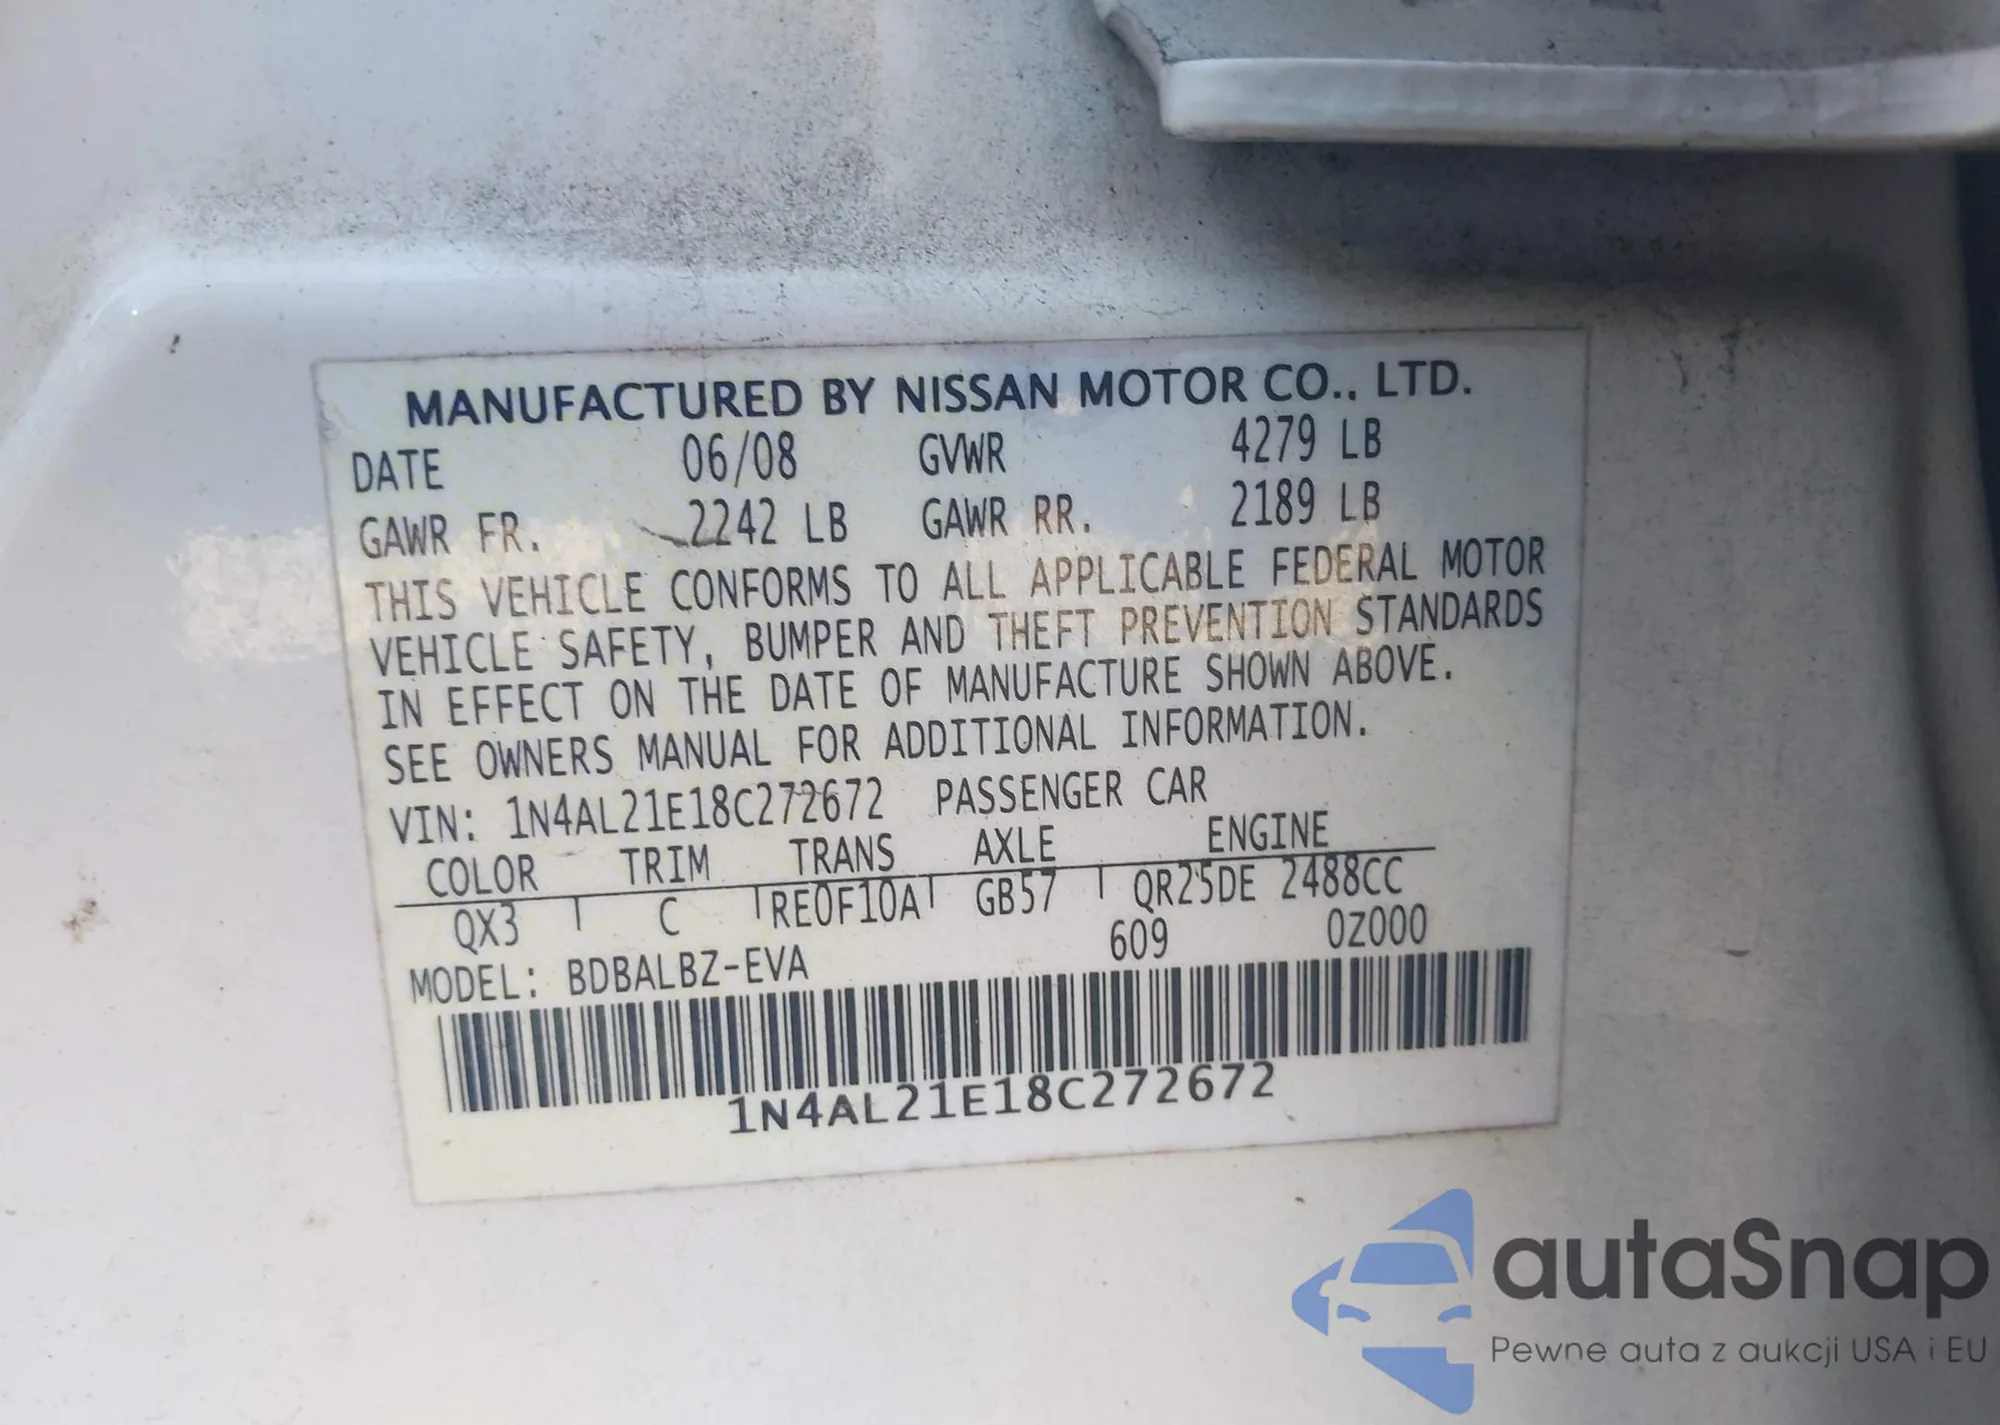 MANUFACTURED BY NISSAN MOTOR CO., LTD.
DATE 06/08 GVWR 4279 LB
GAWR FR. 2242 LB GAWR RR. 2189 LB
THIS VEHICLE CONFORMS TO ALL APPLICABLE FEDERAL MOTOR
VEHICLE SAFETY, BUMPER AND THEFT PREVENTION STANDARDS
IN EFFECT ON THE DATE OF MANUFACTURE SHOWN ABOVE.
SEE OWNERS MANUAL FOR ADDITIONAL INFORMATION.
VIN: 1N4AL21E18C272672 PASSENGER CAR
COLOR TRIM TRANS AXLE ENGINE
QX3 C RE0F10A GB57 QR25DE 2488CC
609 0Z000
MODEL: BDBALBZ-EVA
1N4AL21E18C272672
autaSnap
Pewne auta z aukcji USA i EU